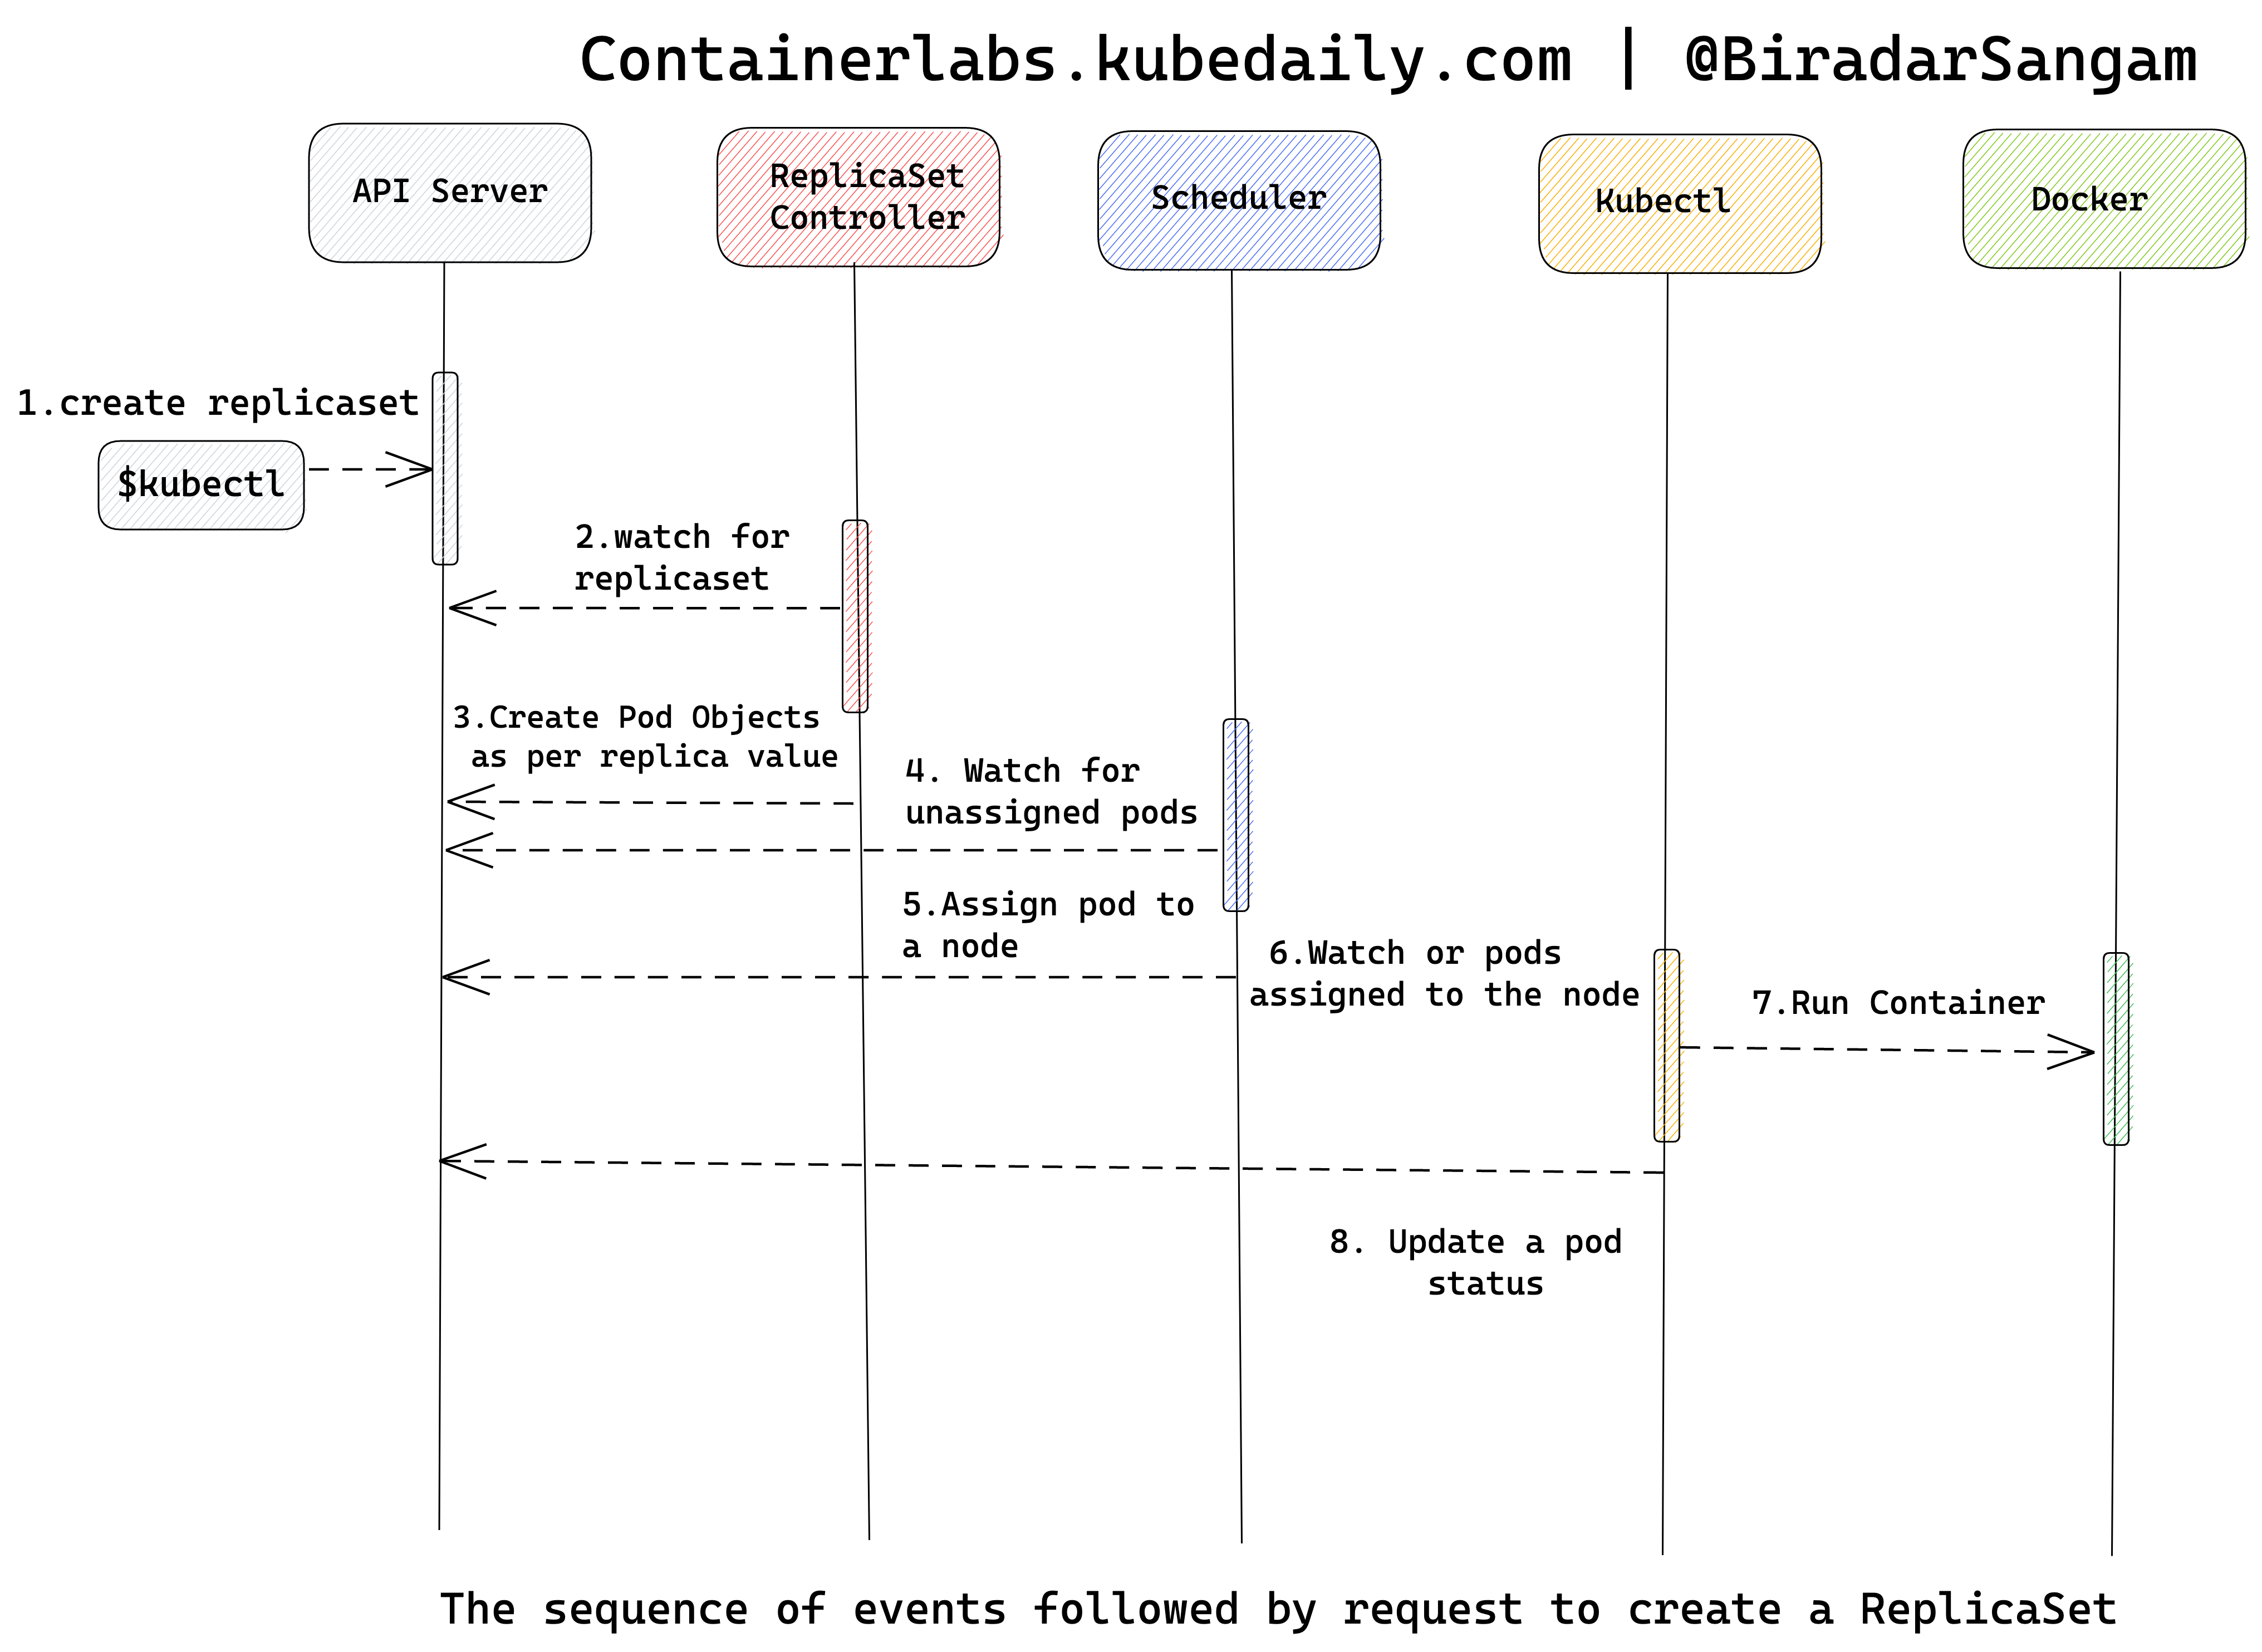 Containerlabs.kubedaily.com | @BiradarSangam
API Server
ReplicaSet
Controller
Scheduler
Kubectl
Docker
1.create replicaset
$kubectl
2.watch for
replicaset
3.Create Pod Objects
as per replica value
4. Watch for
unassigned pods
5.Assign pod to
a node
6.Watch or pods
assigned to the node
7.Run Container
8. Update a pod
status
The sequence of events followed by request to create a ReplicaSet